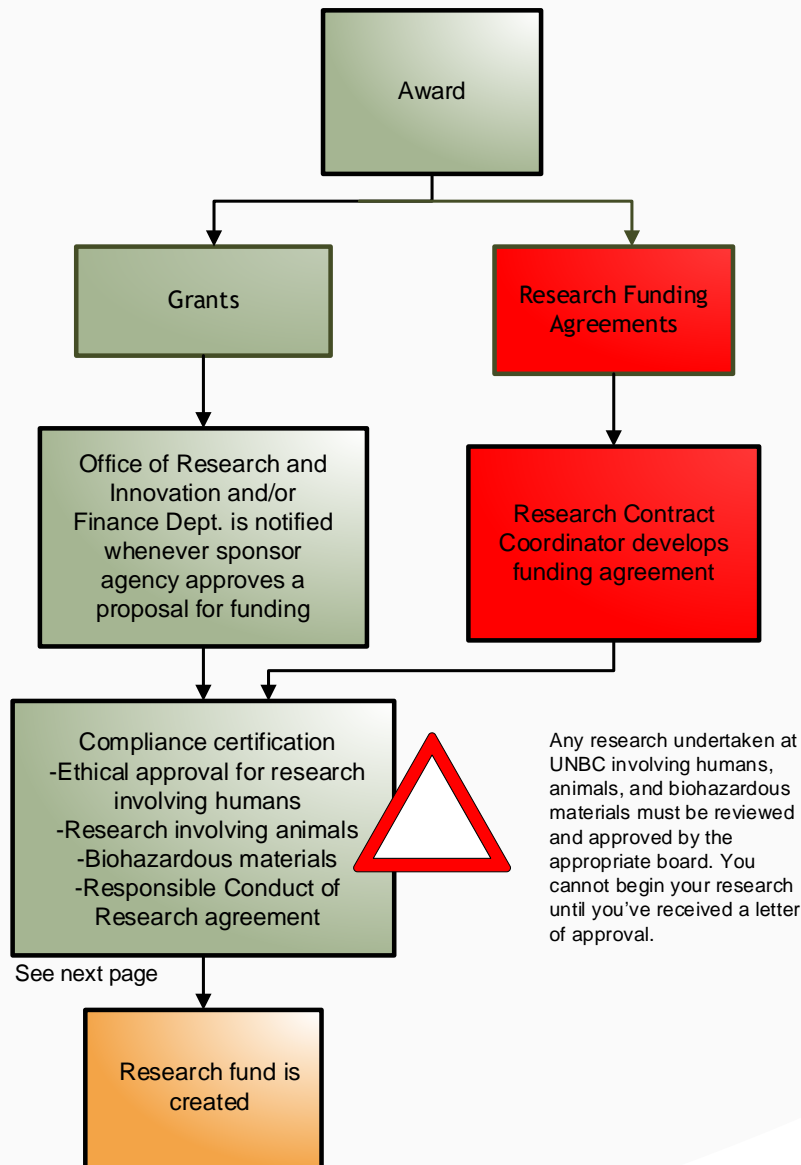 Award
Grants
Research Funding
Agreements
Office of Research and
Innovation and/or
Finance Dept. is notified
whenever sponsor
agency approves a
proposal for funding
Research Contract
Coordinator develops
funding agreement
Compliance certification
-Ethical approval for research
involving humans
-Research involving animals
-Biohazardous materials
-Responsible Conduct of
Research agreement
Any research undertaken at
UNBC involving humans,
animals, and biohazardous
materials must be reviewed
and approved by the
appropriate board. You
cannot begin your research
until you’ve received a letter
of approval.
See next page
Research fund is
created